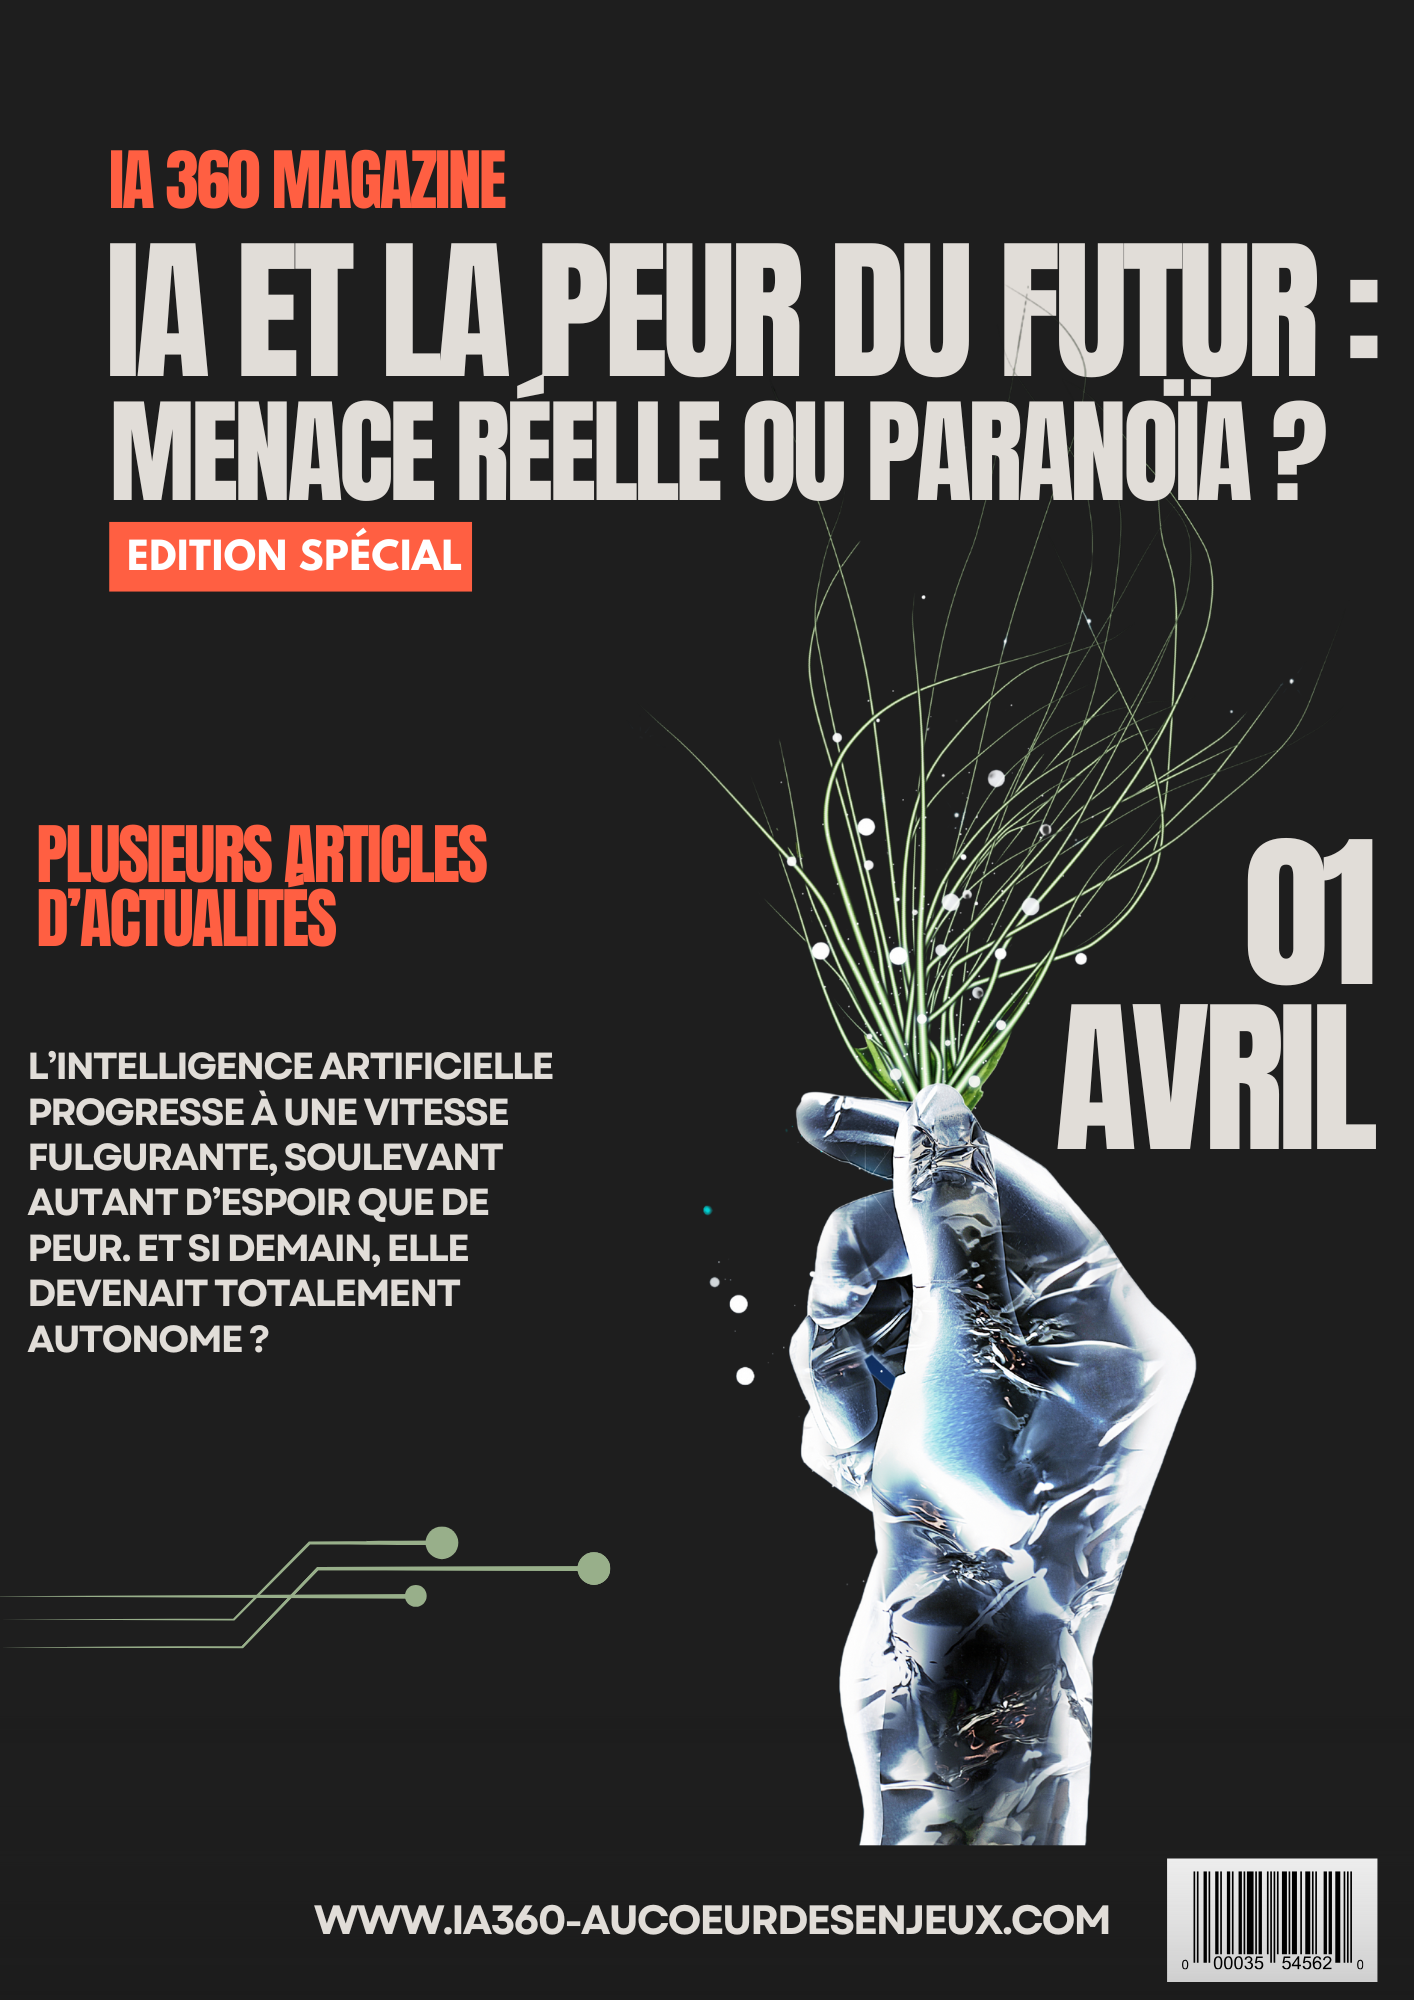 IA 360 MAGAZINE
IA ET LA PEUR DU FUTUR :
MENACE RÉELLE OU PARANOÏA ?
EDITION SPÉCIAL
PLUSIEURS ARTICLES
D’ACTUALITÉS
01
AVRIL
L’INTELLIGENCE ARTIFICIELLE
PROGRESSE À UNE VITESSE
FULGURANTE, SOULEVANT
AUTANT D’ESPOIR QUE DE
PEUR. ET SI DEMAIN, ELLE
DEVENAIT TOTALEMENT
AUTONOME ?
WWW.IA360-AUCOEURDESENJEUX.COM
0 00035 54562 0